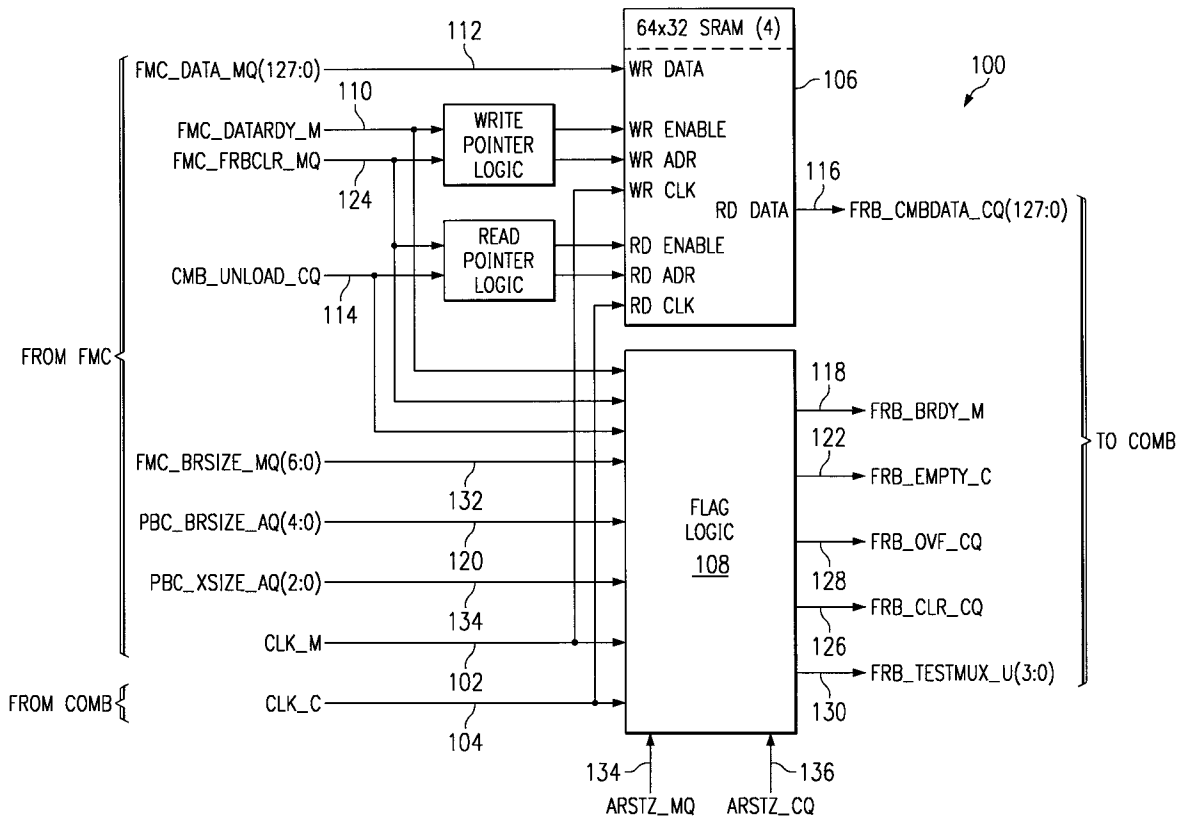 64x32 SRAM (4)
112
FMC_DATA_MQ(127:0)
WR DATA
106
100
110
FMC_DATARDY_M
WRITE
POINTER
LOGIC
WR ENABLE
FMC_FRBCLR_MQ
WR ADR
124
WR CLK
116
RD DATA
FRB_CMBDATA_CQ(127:0)
READ
POINTER
LOGIC
RD ENABLE
CMB_UNLOAD_CQ
RD ADR
114
RD CLK
FROM FMC
118
FRB_BRDY_M
TO COMB
122
FMC_BRSIZE_MQ(6:0)
132
FRB_EMPTY_C
FLAG
LOGIC
108
PBC_BRSIZE_AQ(4:0)
120
FRB_OVF_CQ
128
PBC_XSIZE_AQ(2:0)
134
FRB_CLR_CQ
126
CLK_M
102
FRB_TESTMUX_U(3:0)
130
FROM COMB
CLK_C
104
134
136
ARSTZ_MQ
ARSTZ_CQ